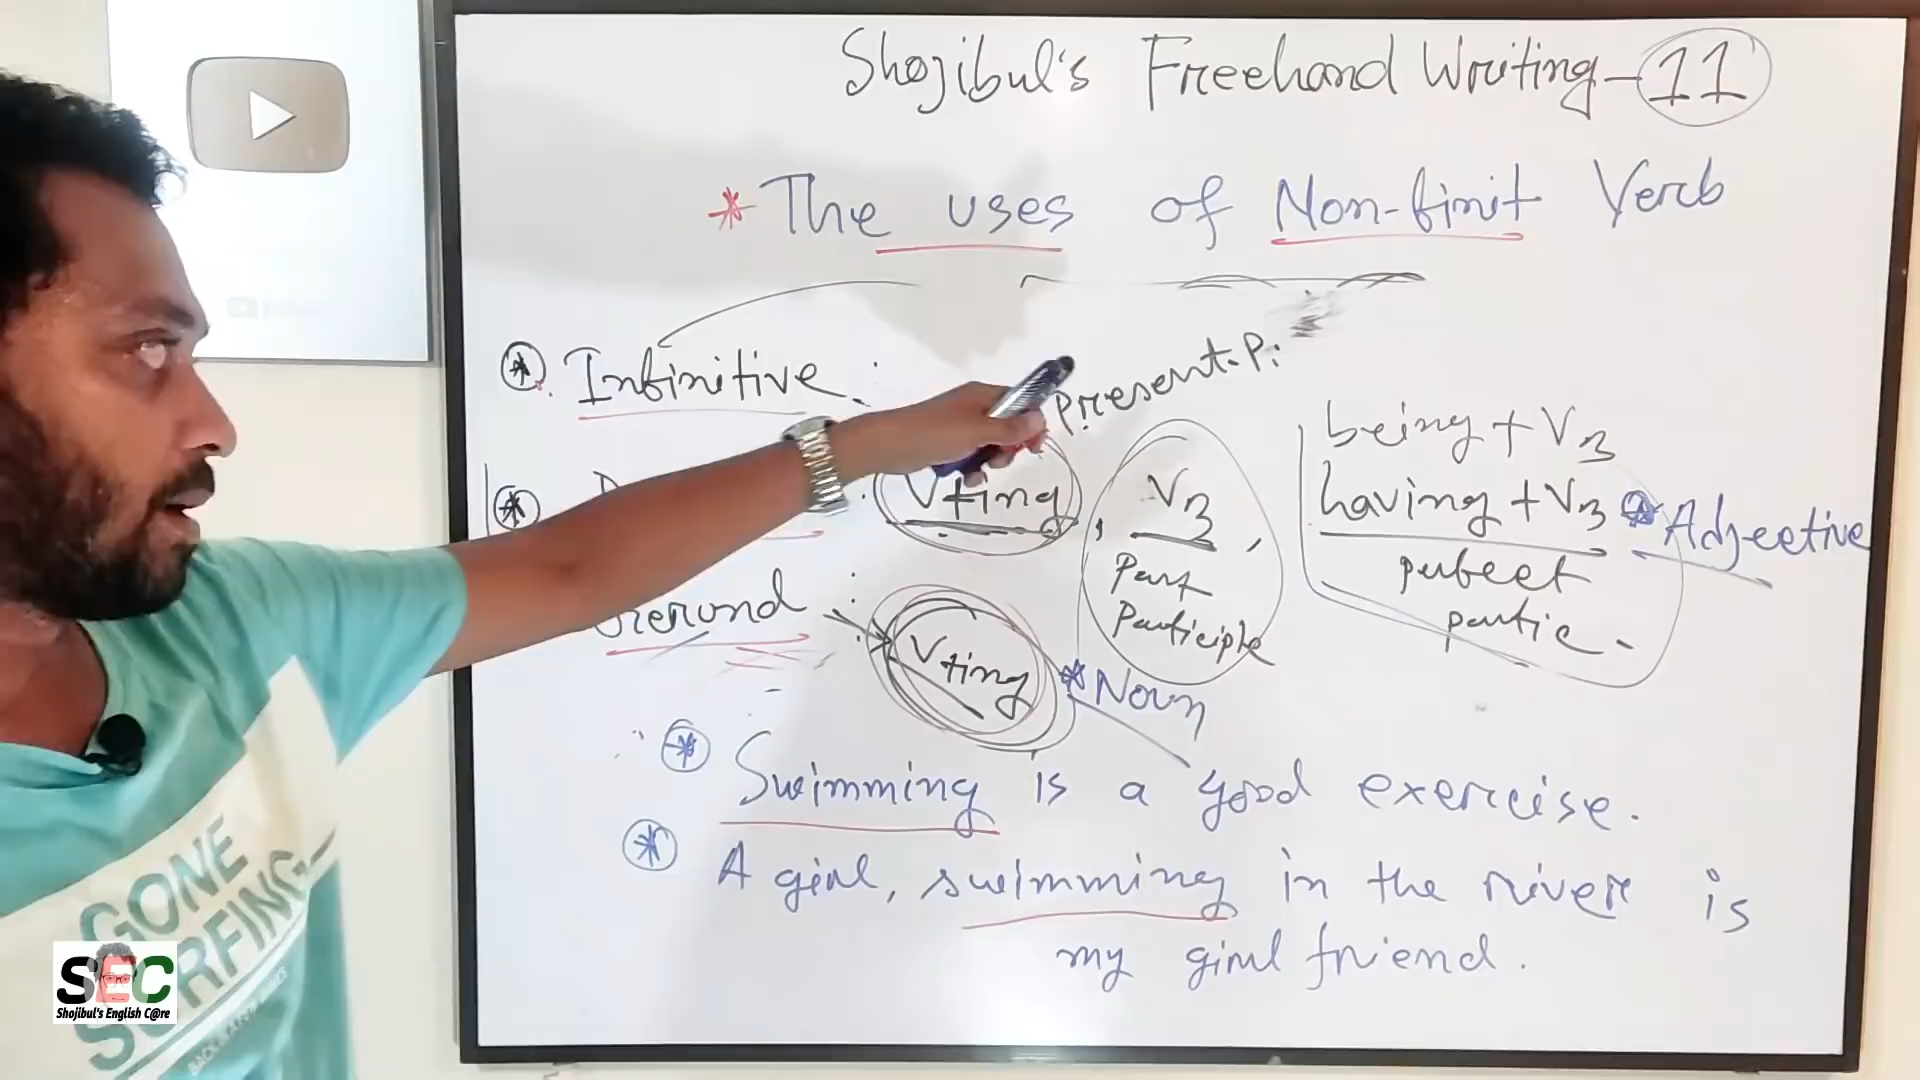 Shojibul's Freehand Writing-11
* The uses of Non-finit Verb
* Infinitive :
Present. P:
* : V+ing , V3 ,
Past
Participle
being + V3
having + V3
perfect
partic -
* Adjective
Gerund : V+ing
* Noun
* Swimming is a good exercise.
* A girl, swimming in the river is
my girl friend.
GONE
SURFING
SEC
Shojibul's English C@re